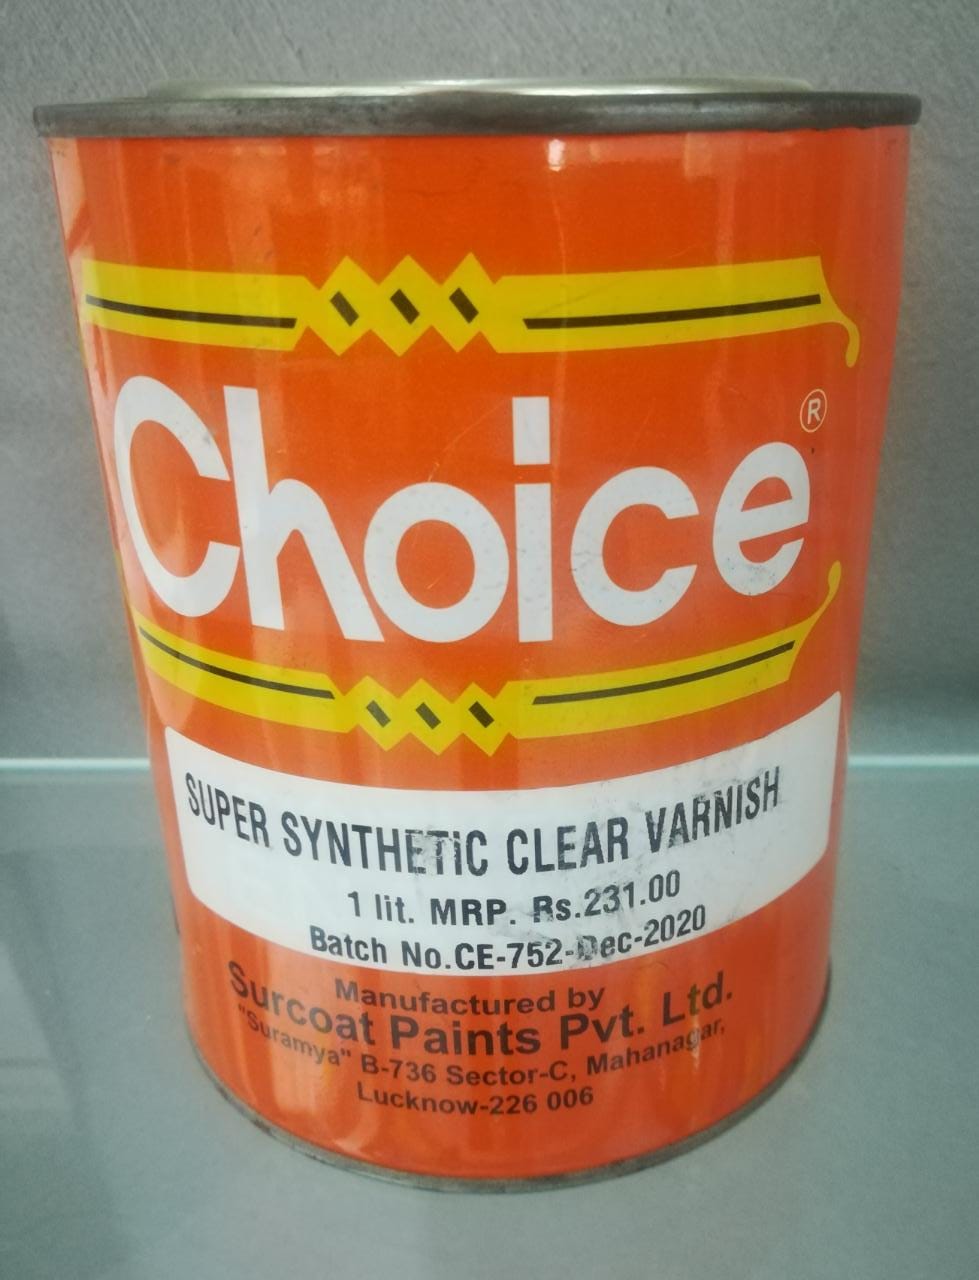 Choice®
SUPER SYNTHETIC CLEAR VARNISH
1 lit. MRP. Rs.231.00
Batch No.CE-752-Dec-2020
Manufactured by
Surcoat Paints Pvt. Ltd.
"Suramya" B-736 Sector-C, Mahanagar,
Lucknow-226 006